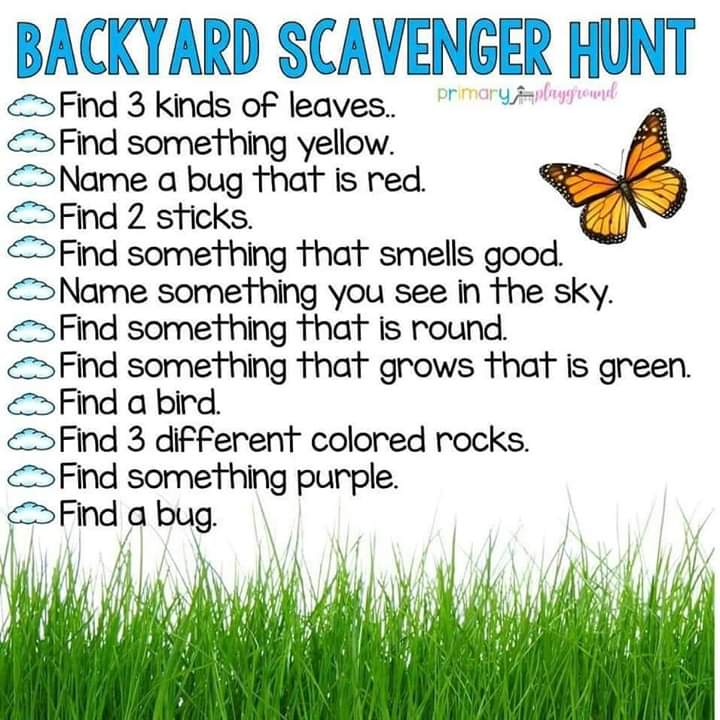 BACKYARD SCAVENGER HUNT
primary playground
Find 3 kinds of leaves..
Find something yellow.
Name a bug that is red.
Find 2 sticks.
Find something that smells good.
Name something you see in the sky.
Find something that is round.
Find something that grows that is green.
Find a bird.
Find 3 different colored rocks.
Find something purple.
Find a bug.